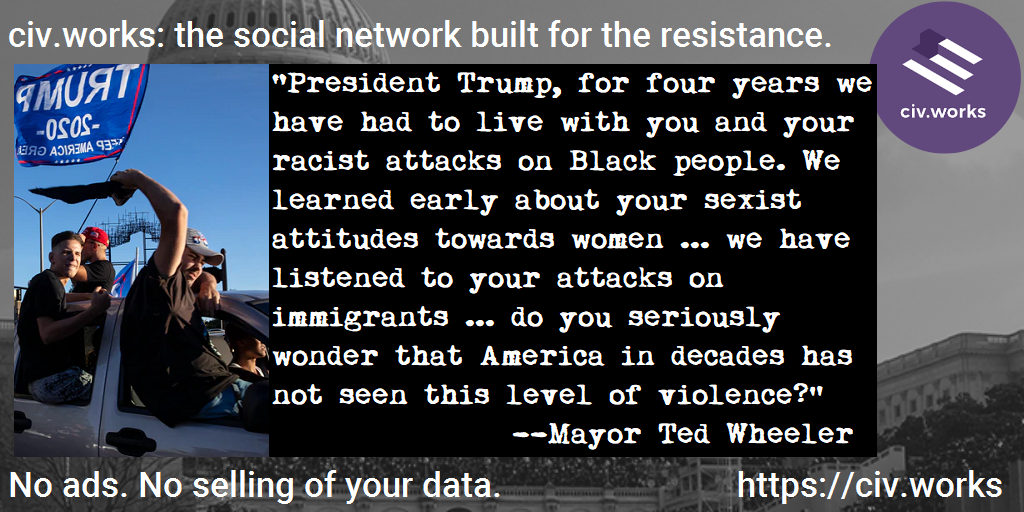 civ.works: the social network built for the resistance.
civ.works
TRUMP
-2020-
KEEP AMERICA GREA
"President Trump, for four years we
have had to live with you and your
racist attacks on Black people. We
learned early about your sexist
attitudes towards women ... we have
listened to your attacks on
immigrants ... do you seriously
wonder that America in decades has
not seen this level of violence?"
--Mayor Ted Wheeler
No ads. No selling of your data.
https://civ.works